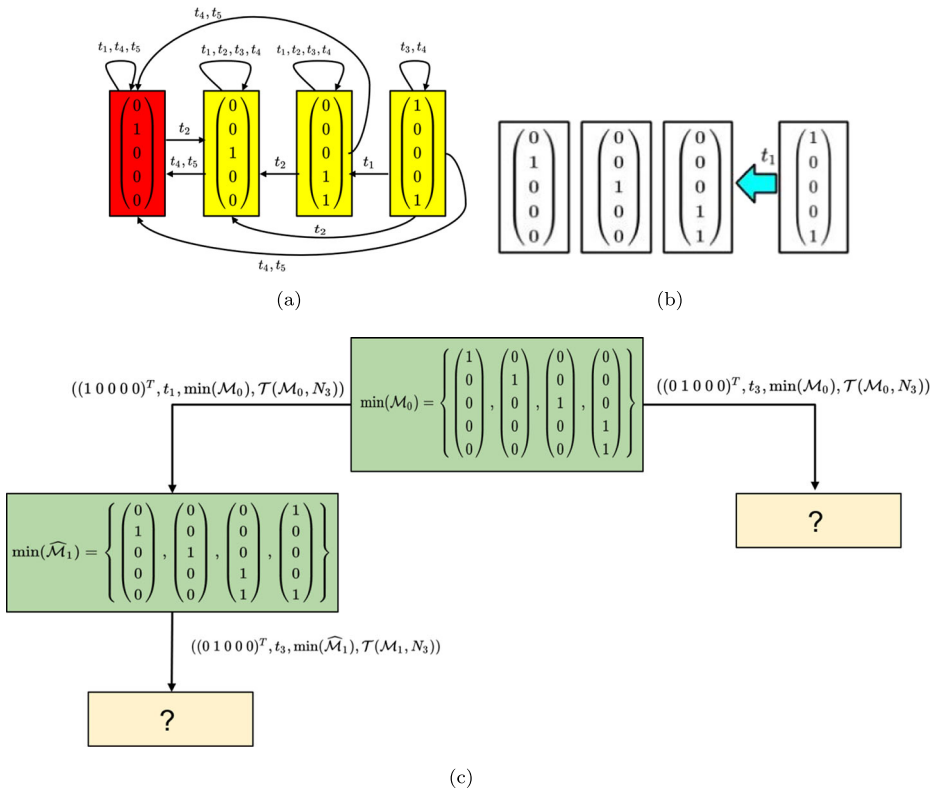 t₄, t₅
t₁, t₄, t₅
t₁, t₂, t₃, t₄
t₁, t₂, t₃, t₄
t₃, t₄
0 0 0 1
1 0 0 0
0 1 0 0
0 0 1 0
0 0 1 1
t₂
t₄, t₅
t₂
t₁
t₂
t₄, t₅
(a)
0 0 0 1
1 0 0 0
0 1 0 0
0 0 1 0
0 0 1 1
t₁
(b)
((1 0 0 0 0)ᵀ, t₁, min(ℳ₀), 𝒯(ℳ₀, N₃))
min(ℳ₀) = { (1 0 0 0 0), (0 1 0 0 0), (0 0 1 0 0), (0 0 0 1 1) }
((0 1 0 0 0)ᵀ, t₃, min(ℳ₀), 𝒯(ℳ₀, N₃))
min(ℳ̂₁) = { (0 1 0 0 0), (0 0 1 0 0), (0 0 0 1 1), (1 0 0 0 1) }
?
((0 1 0 0 0)ᵀ, t₃, min(ℳ̂₁), 𝒯(ℳ₁, N₃))
?
(c)